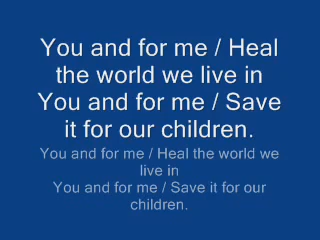 You and for me / Heal
the world we live in
You and for me / Save
it for our children.
You and for me / Heal the world we
live in
You and for me / Save it for our
children.